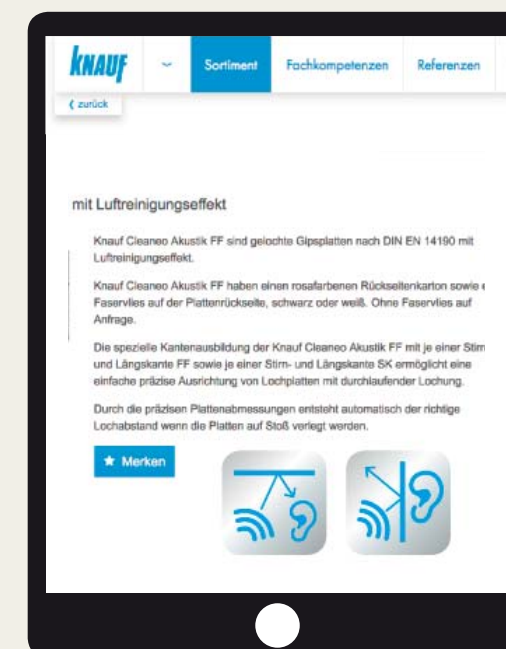 KNAUF
Sortiment Fachkompetenzen Referenzen
zurück
mit Luftreinigungseffekt
Knauf Cleaneo Akustik FF sind gelochte Gipsplatten nach DIN EN 14190 mit
Luftreinigungseffekt.
Knauf Cleaneo Akustik FF haben einen rosafarbenen Rückseitenkarton sowie e
Faservlies auf der Plattenrückseite, schwarz oder weiß. Ohne Faservlies auf
Anfrage.
Die spezielle Kantenausbildung der Knauf Cleaneo Akustik FF mit je einer Stirn
und Längskante FF sowie je einer Stirn- und Längskante SK ermöglicht eine
einfache präzise Ausrichtung von Lochplatten mit durchlaufender Lochung.
Durch die präzisen Plattenabmessungen entsteht automatisch der richtige
Lochabstand wenn die Platten auf Stoß verlegt werden.
Merken